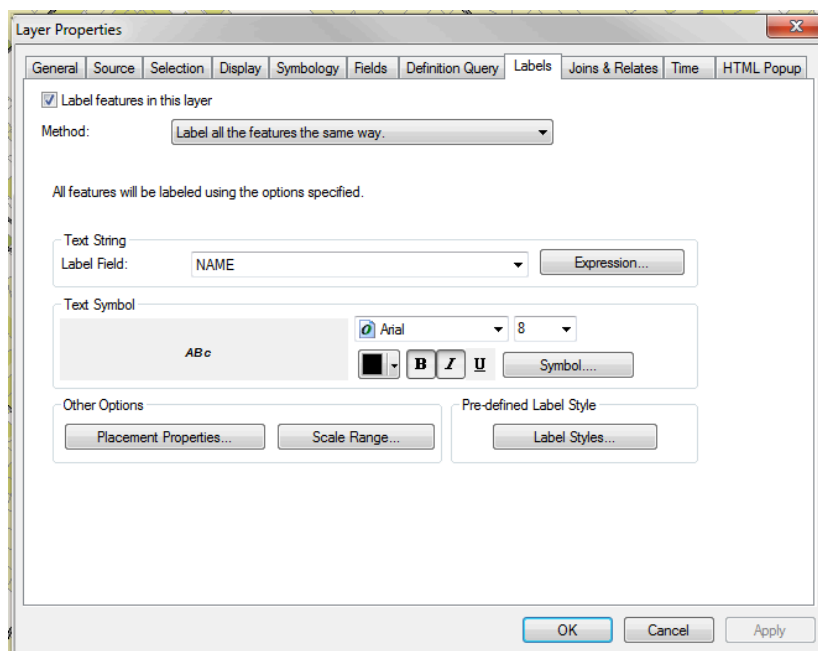 Layer Properties
General Source Selection Display Symbology Fields Definition Query Labels Joins & Relates Time HTML Popup
Label features in this layer
Method: Label all the features the same way.
All features will be labeled using the options specified.
Text String
Label Field: NAME Expression...
Text Symbol
ABc
Arial 8
B I U Symbol....
Other Options Pre-defined Label Style
Placement Properties... Scale Range... Label Styles...
OK Cancel Apply